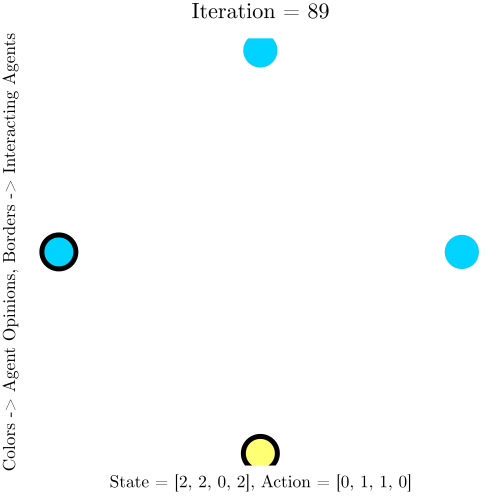 Iteration = 89
Colors -> Agent Opinions, Borders -> Interacting Agents
State = [2, 2, 0, 2], Action = [0, 1, 1, 0]